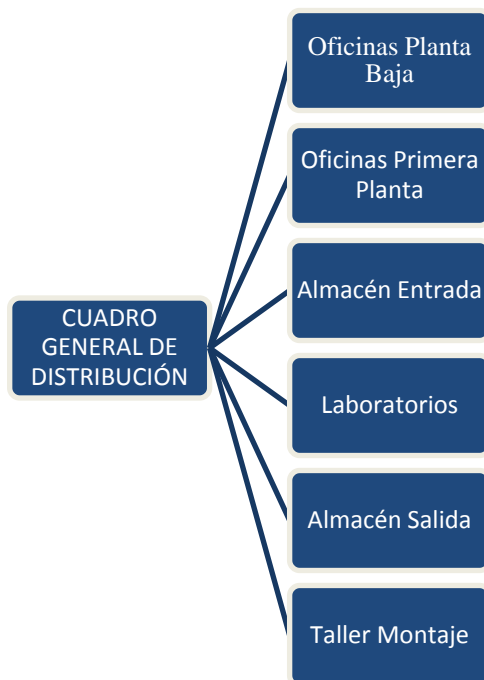 Oficinas Planta
Baja
Oficinas Primera
Planta
Almacén Entrada
CUADRO
GENERAL DE
DISTRIBUCIÓN
Laboratorios
Almacén Salida
Taller Montaje